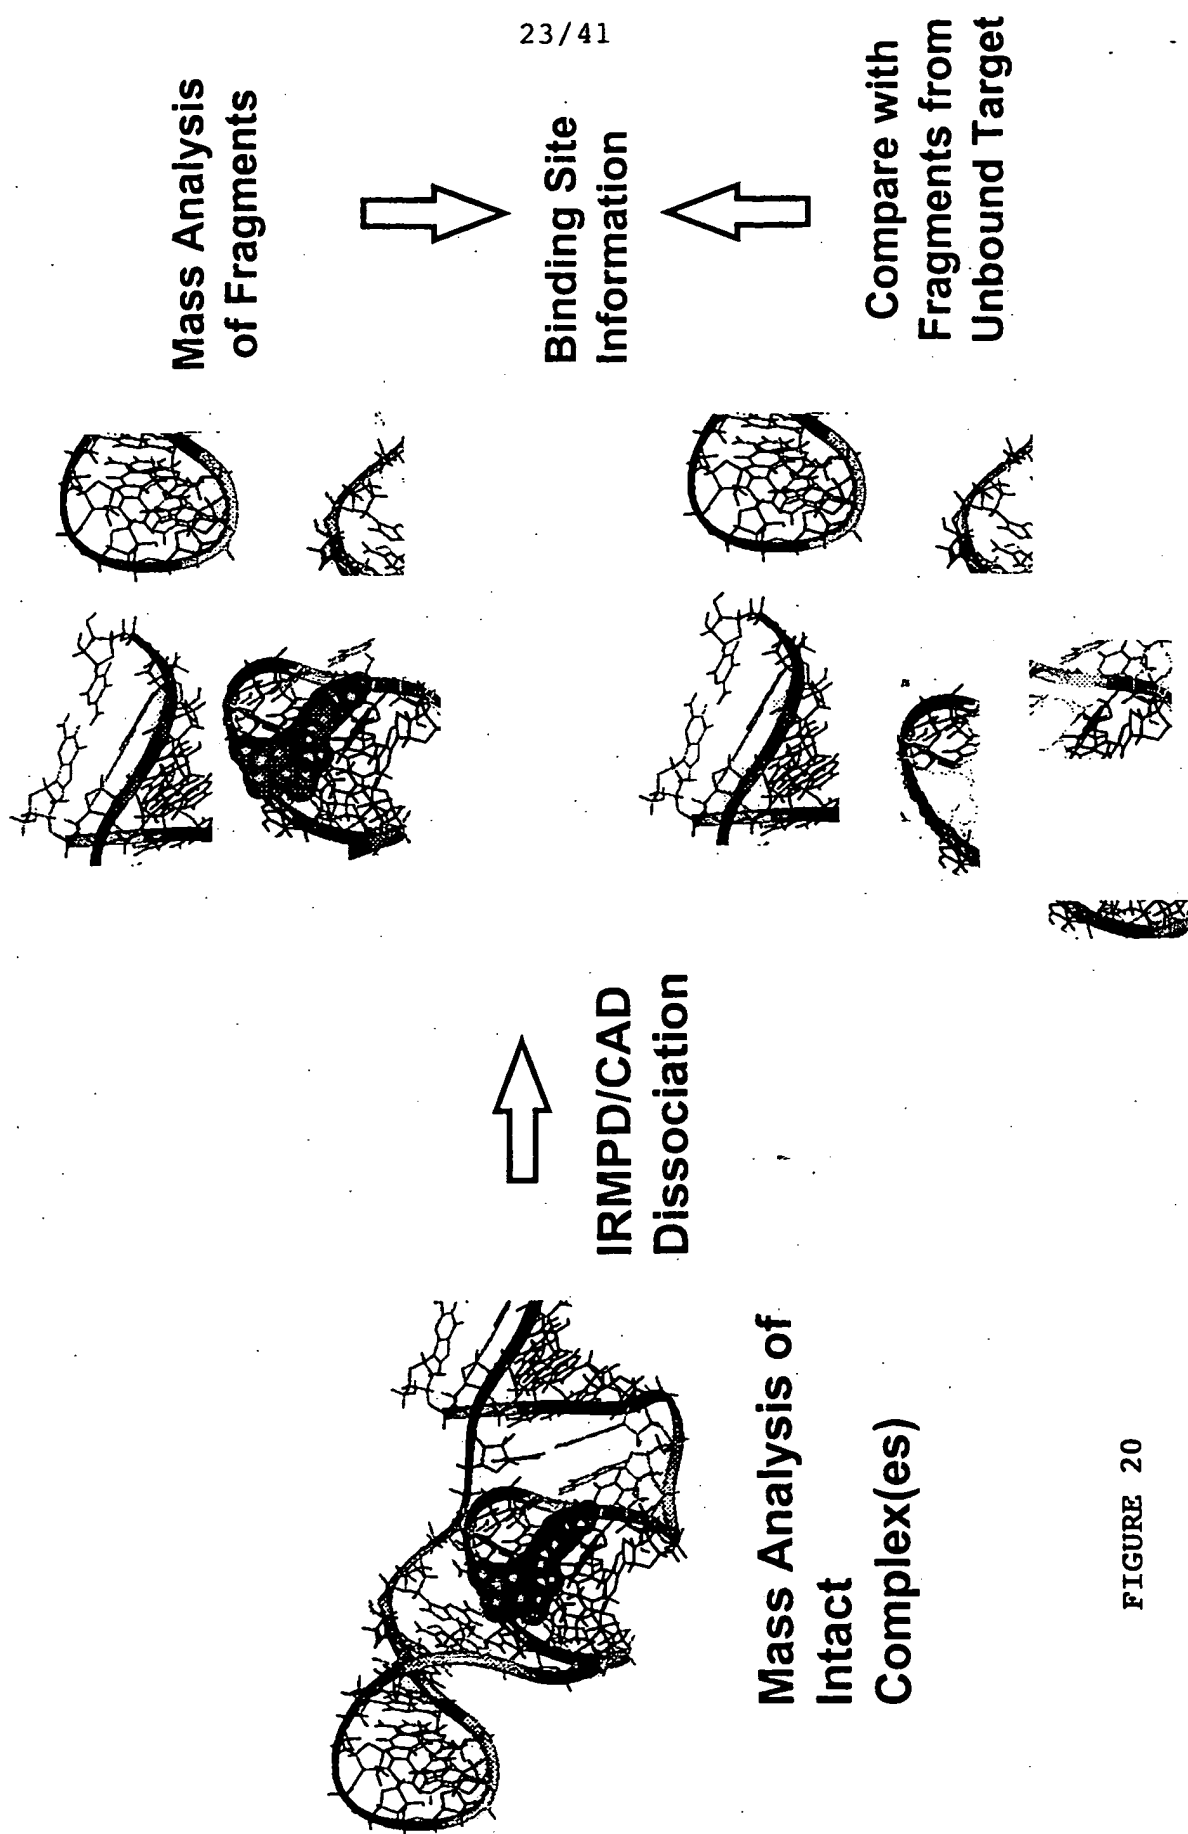 23/41
Mass Analysis of
Intact
Complex(es)
IRMPD/CAD
Dissociation
Mass Analysis
of Fragments
Binding Site
Information
Compare with
Fragments from
Unbound Target
FIGURE 20